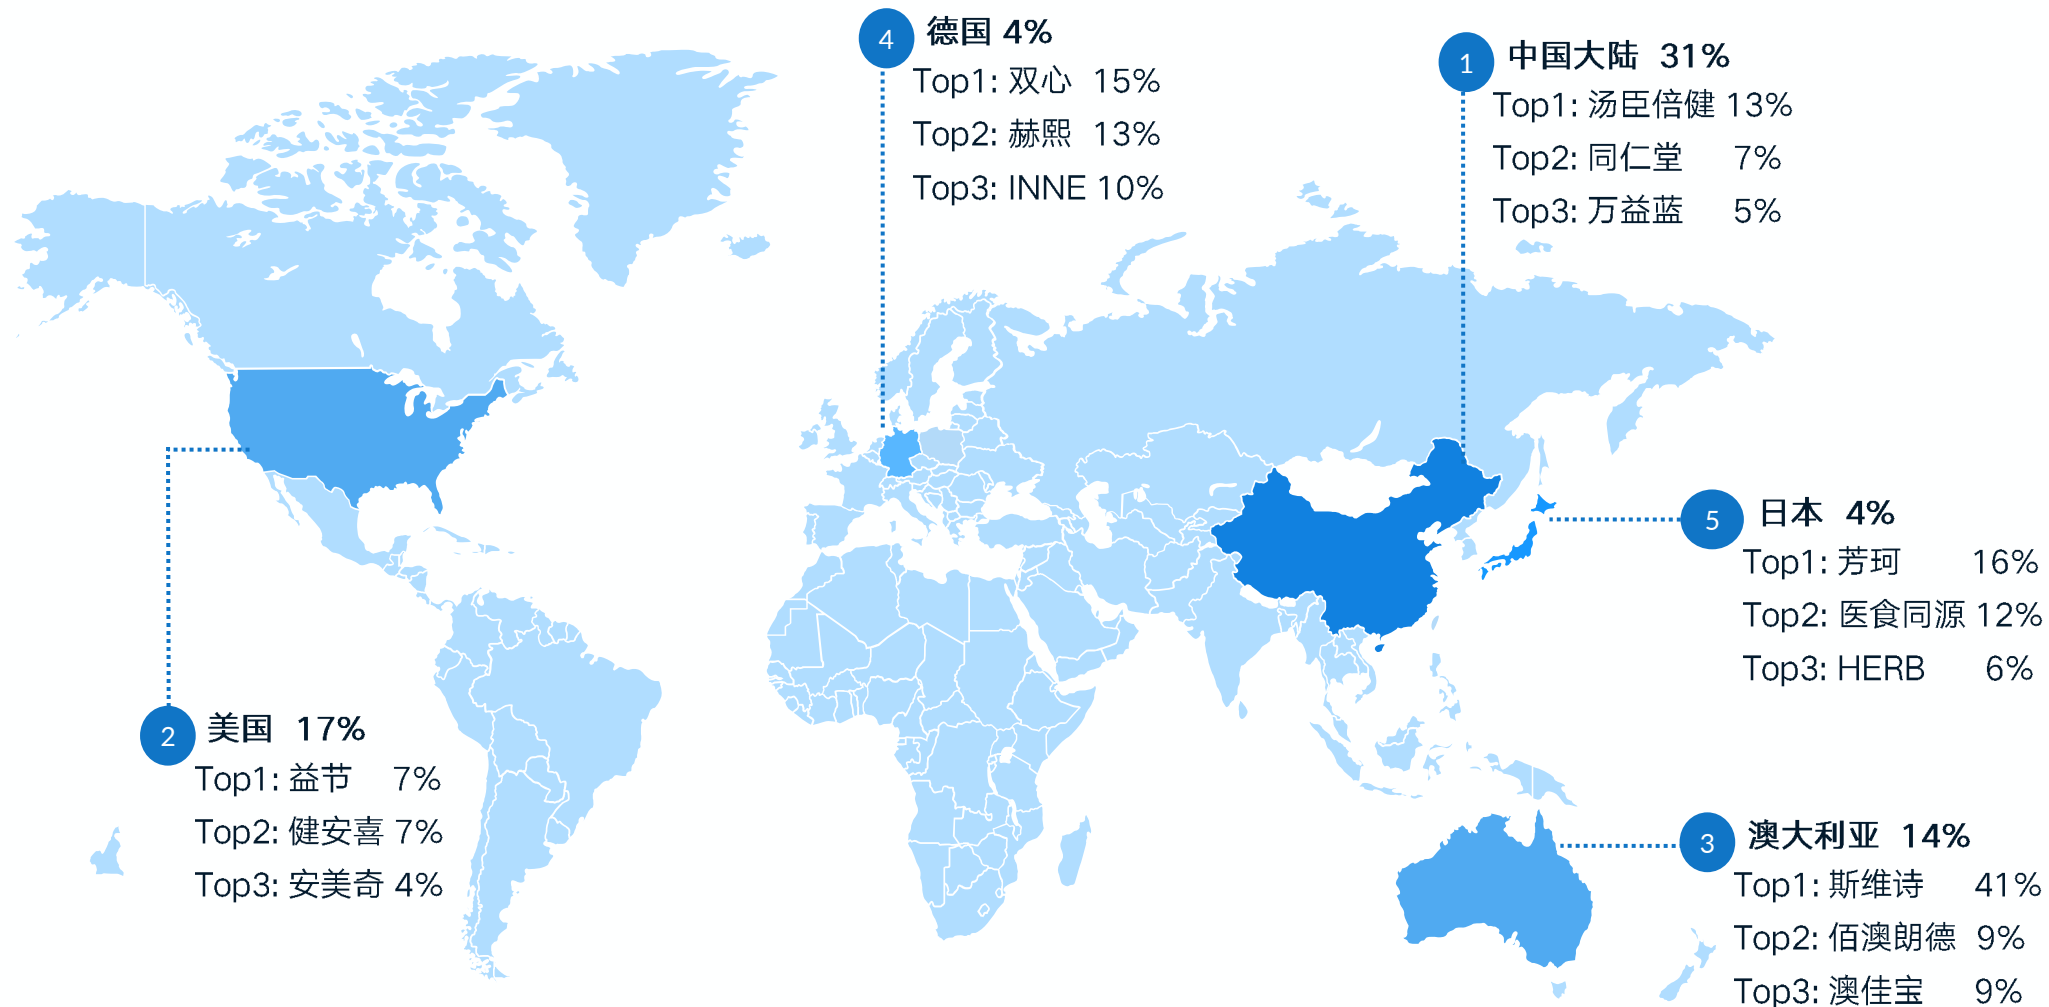 4 德国 4%
Top1: 双心 15%
Top2: 赫熙 13%
Top3: INNE 10%
1 中国大陆 31%
Top1: 汤臣倍健 13%
Top2: 同仁堂 7%
Top3: 万益蓝 5%
5 日本 4%
Top1: 芳珂 16%
Top2: 医食同源 12%
Top3: HERB 6%
2 美国 17%
Top1: 益节 7%
Top2: 健安喜 7%
Top3: 安美奇 4%
3 澳大利亚 14%
Top1: 斯维诗 41%
Top2: 佰澳朗德 9%
Top3: 澳佳宝 9%